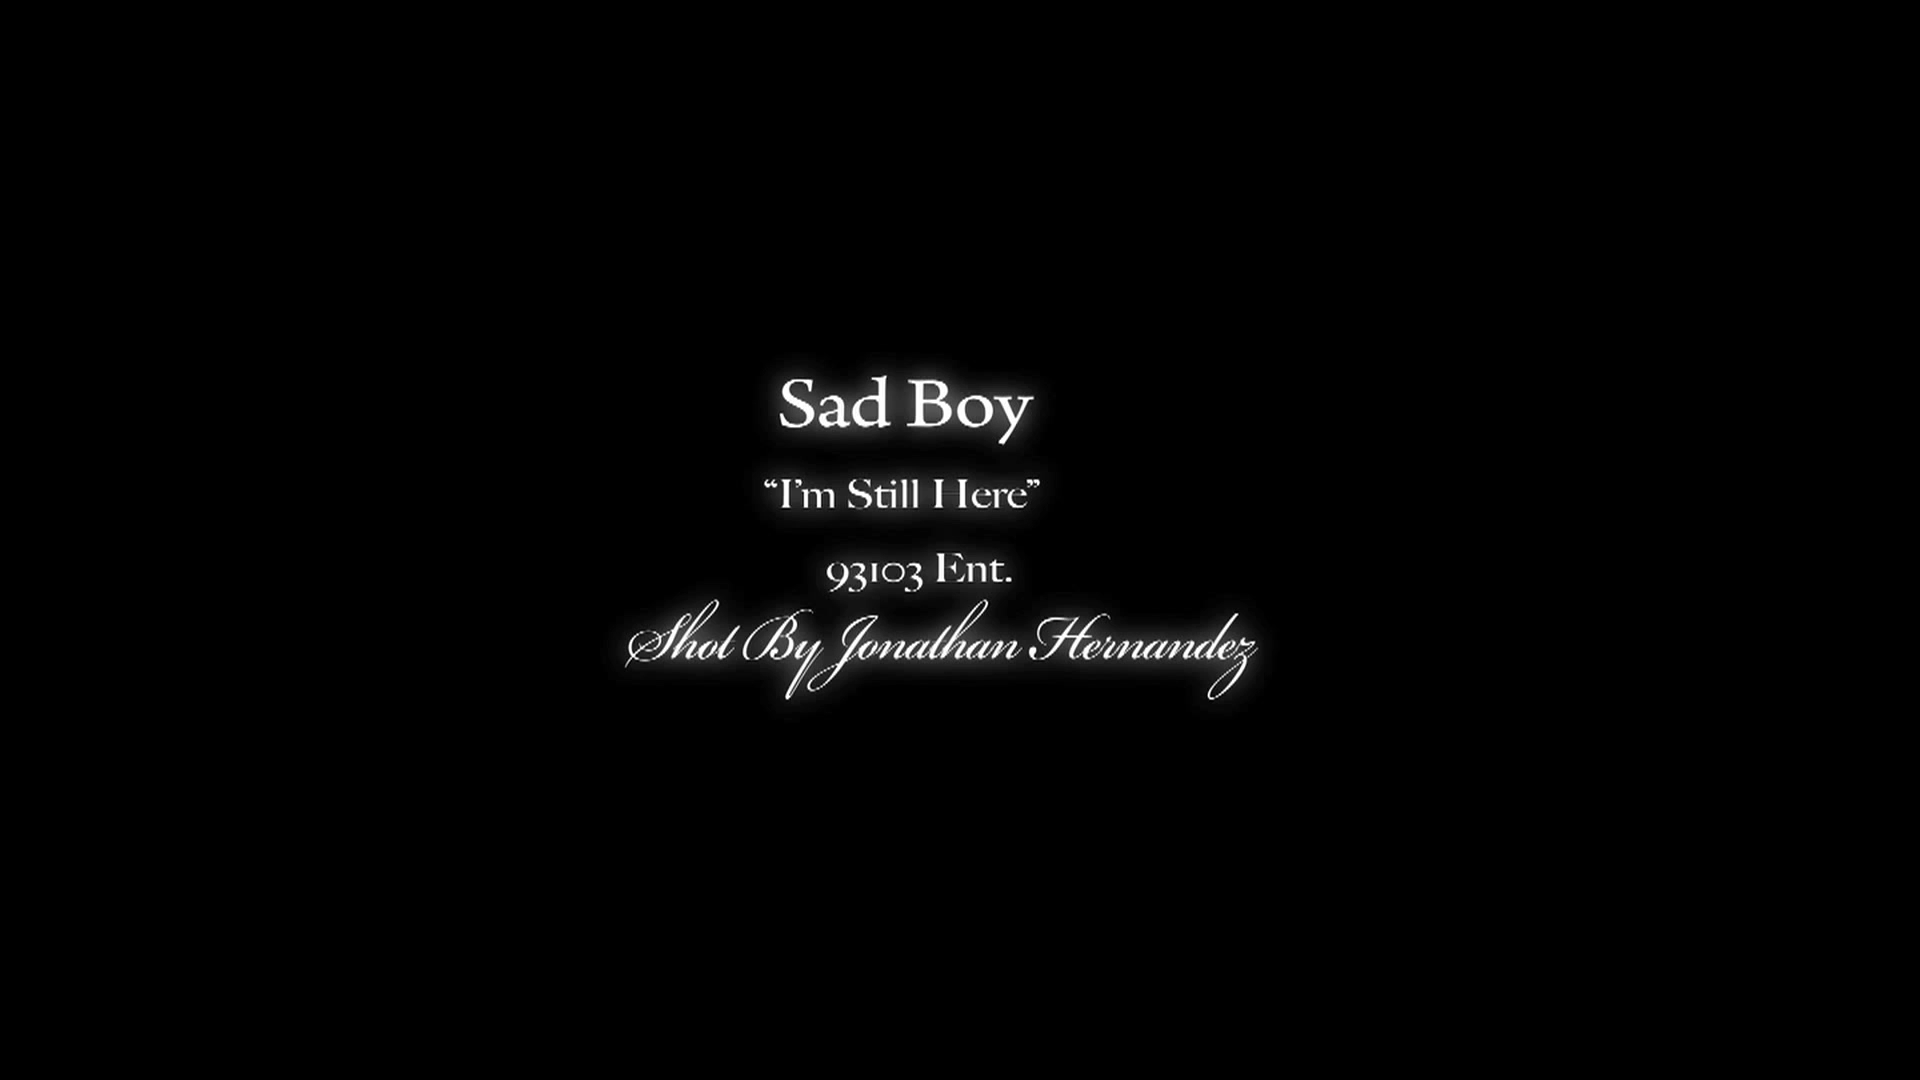 Sad Boy
“I’m Still Here”
93103 Ent.
Shot By Jonathan Hernandez